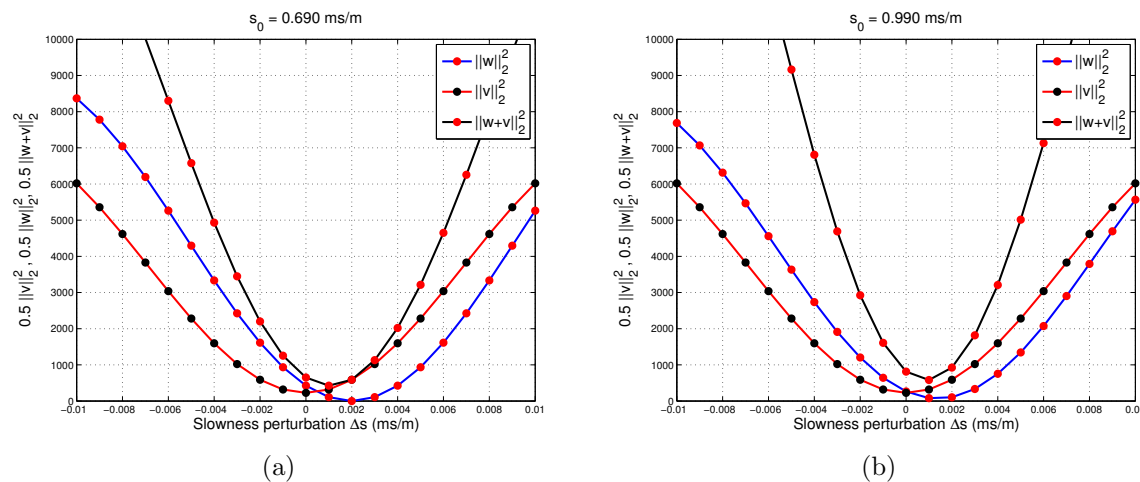 s0 = 0.690 ms/m
10000
9000
8000
7000
6000
5000
4000
3000
2000
1000
0
0.5 ||v||₂², 0.5 ||w||₂², 0.5 ||w+v||₂²
||w||₂²
||v||₂²
||w+v||₂²
−0.01 −0.008 −0.006 −0.004 −0.002 0 0.002 0.004 0.006 0.008 0.01
Slowness perturbation Δs (ms/m)
(a)
s0 = 0.990 ms/m
10000
9000
8000
7000
6000
5000
4000
3000
2000
1000
0
0.5 ||v||₂², 0.5 ||w||₂², 0.5 ||w+v||₂²
||w||₂²
||v||₂²
||w+v||₂²
−0.01 −0.008 −0.006 −0.004 −0.002 0 0.002 0.004 0.006 0.008 0.0
Slowness perturbation Δs (ms/m)
(b)